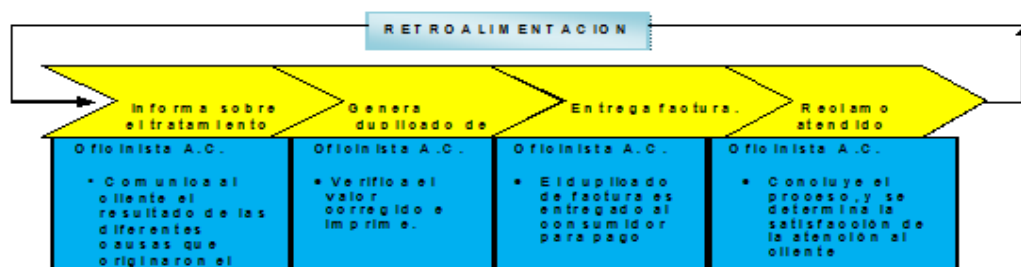 RETROALIMENTACION
Informa sobre
el tratamiento
Genera
duplicado de
Entrega factura.
Reclamo
atendido
Oficinista A.C.
• Comunica al
cliente el
resultado de las
diferentes
causas que
originaron el
Oficinista A.C.
• Verifica el
valor
corregido e
imprime.
Oficinista A.C.
• El duplicado
de factura es
entregado al
consumidor
para pago
Oficinista A.C.
• Concluye el
proceso, y se
determina la
satisfacción de
la atención al
cliente